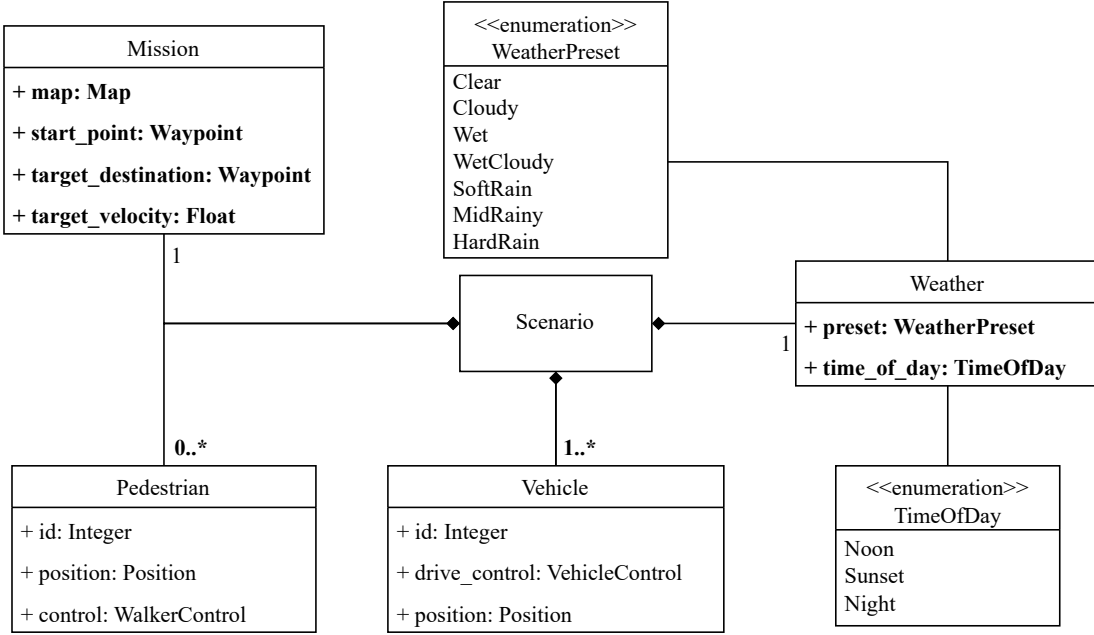 Mission
+ map: Map
+ start_point: Waypoint
+ target_destination: Waypoint
+ target_velocity: Float
1
<<enumeration>>
WeatherPreset
Clear
Cloudy
Wet
WetCloudy
SoftRain
MidRainy
HardRain
Scenario
Weather
+ preset: WeatherPreset
+ time_of_day: TimeOfDay
1
0..*
Pedestrian
+ id: Integer
+ position: Position
+ control: WalkerControl
1..*
Vehicle
+ id: Integer
+ drive_control: VehicleControl
+ position: Position
<<enumeration>>
TimeOfDay
Noon
Sunset
Night